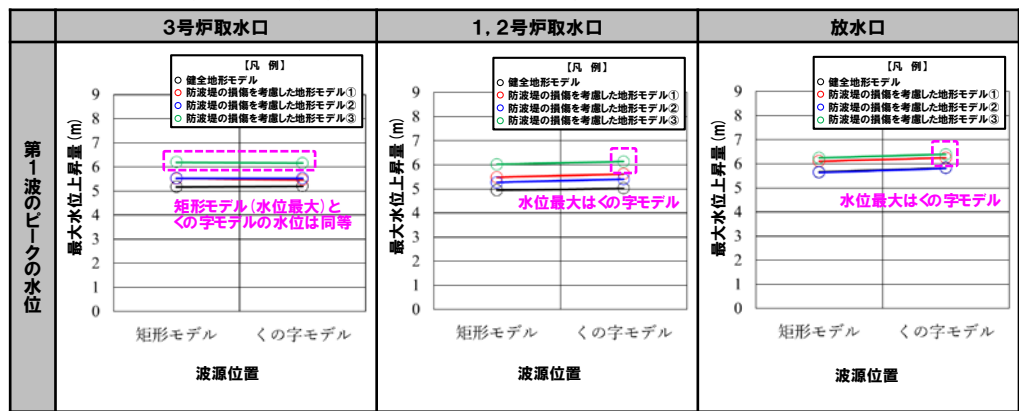 3号炉取水口
1,2号炉取水口
放水口
第1波のピークの水位
【凡 例】
健全地形モデル
防波堤の損傷を考慮した地形モデル①
防波堤の損傷を考慮した地形モデル②
防波堤の損傷を考慮した地形モデル③
最大水位上昇量(m)
9
8
7
6
5
4
3
2
1
0
矩形モデル(水位最大)と
くの字モデルの水位は同等
矩形モデル
くの字モデル
波源位置
【凡 例】
健全地形モデル
防波堤の損傷を考慮した地形モデル①
防波堤の損傷を考慮した地形モデル②
防波堤の損傷を考慮した地形モデル③
最大水位上昇量(m)
9
8
7
6
5
4
3
2
1
0
水位最大はくの字モデル
矩形モデル
くの字モデル
波源位置
【凡 例】
健全地形モデル
防波堤の損傷を考慮した地形モデル①
防波堤の損傷を考慮した地形モデル②
防波堤の損傷を考慮した地形モデル③
最大水位上昇量(m)
9
8
7
6
5
4
3
2
1
0
水位最大はくの字モデル
矩形モデル
くの字モデル
波源位置